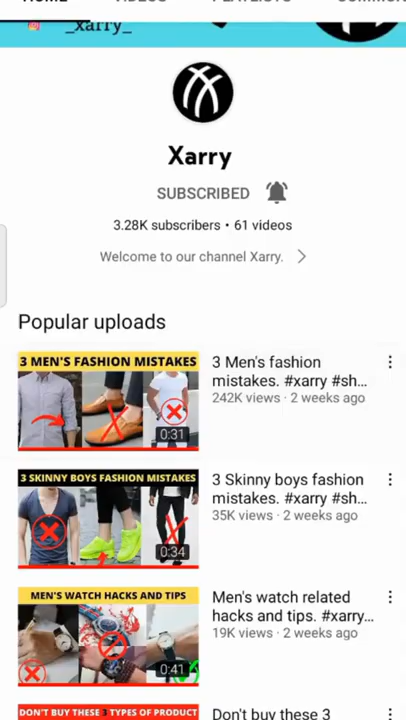 _xarry_
Xarry
SUBSCRIBED
3.28K subscribers • 61 videos
Welcome to our channel Xarry.
Popular uploads
3 MEN'S FASHION MISTAKES
0:31
3 Men's fashion
mistakes. #xarry #sh...
242K views · 2 weeks ago
3 SKINNY BOYS FASHION MISTAKES
0:34
3 Skinny boys fashion
mistakes. #xarry #sh...
35K views · 2 weeks ago
MEN'S WATCH HACKS AND TIPS
0:41
Men's watch related
hacks and tips. #xarry...
19K views · 2 weeks ago
DON'T BUY THESE 3 TYPES OF PRODUCT
Don't buy these 3